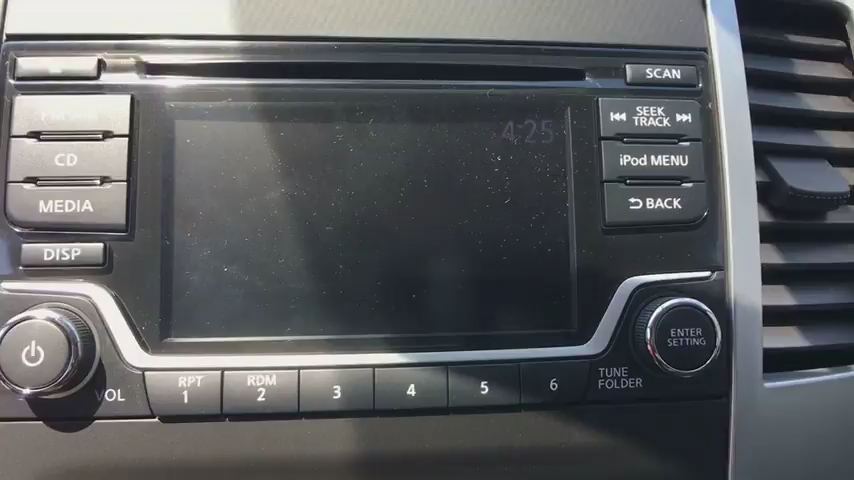 SCAN
4:25
SEEK
TRACK
CD
iPod MENU
MEDIA
BACK
DISP
ENTER
SETTING
VOL
RPT
1
RDM
2
3
4
5
6
TUNE
FOLDER